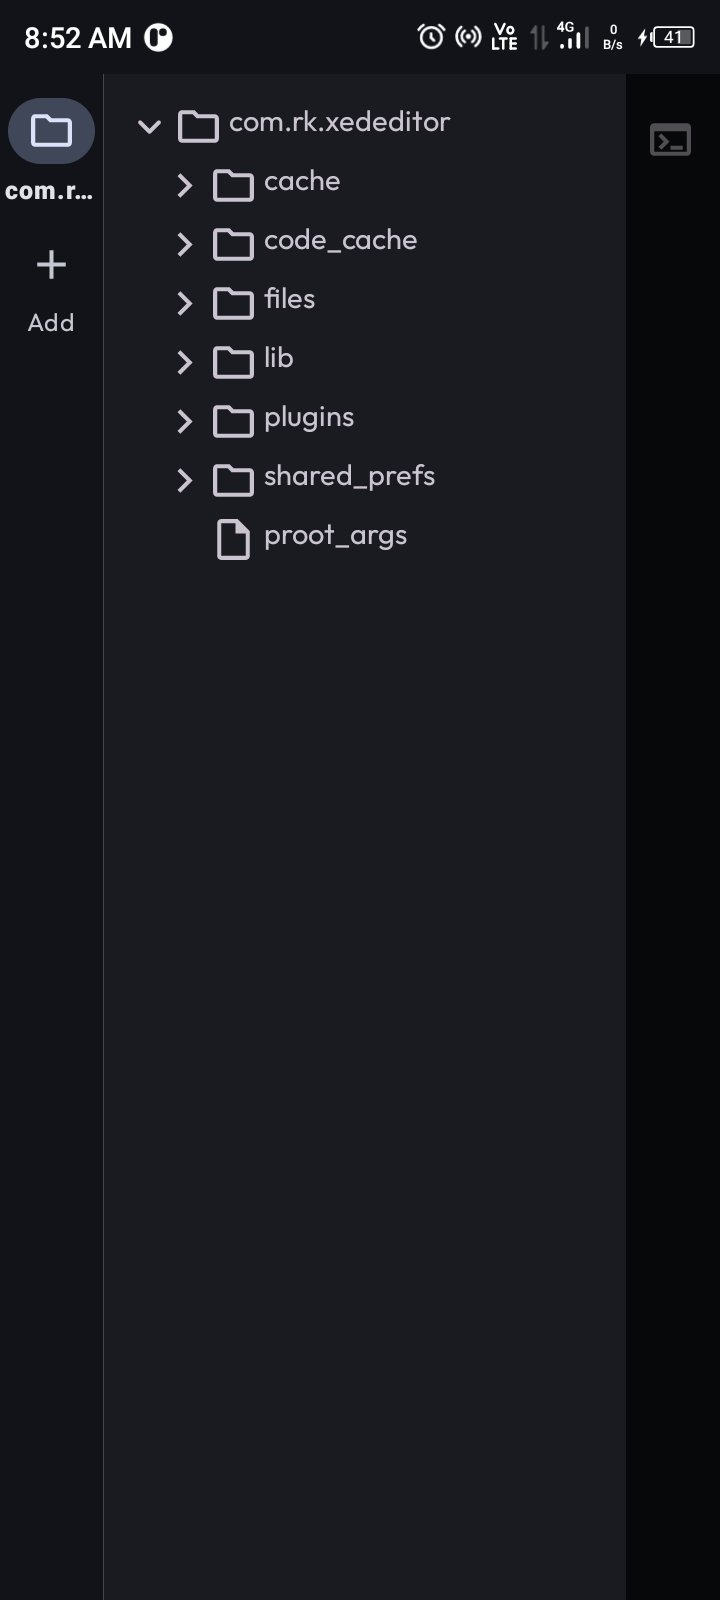 8:52 AM
Vo LTE
4G
0 B/s
41
com.r...
Add
com.rk.xededitor
cache
code_cache
files
lib
plugins
shared_prefs
proot_args